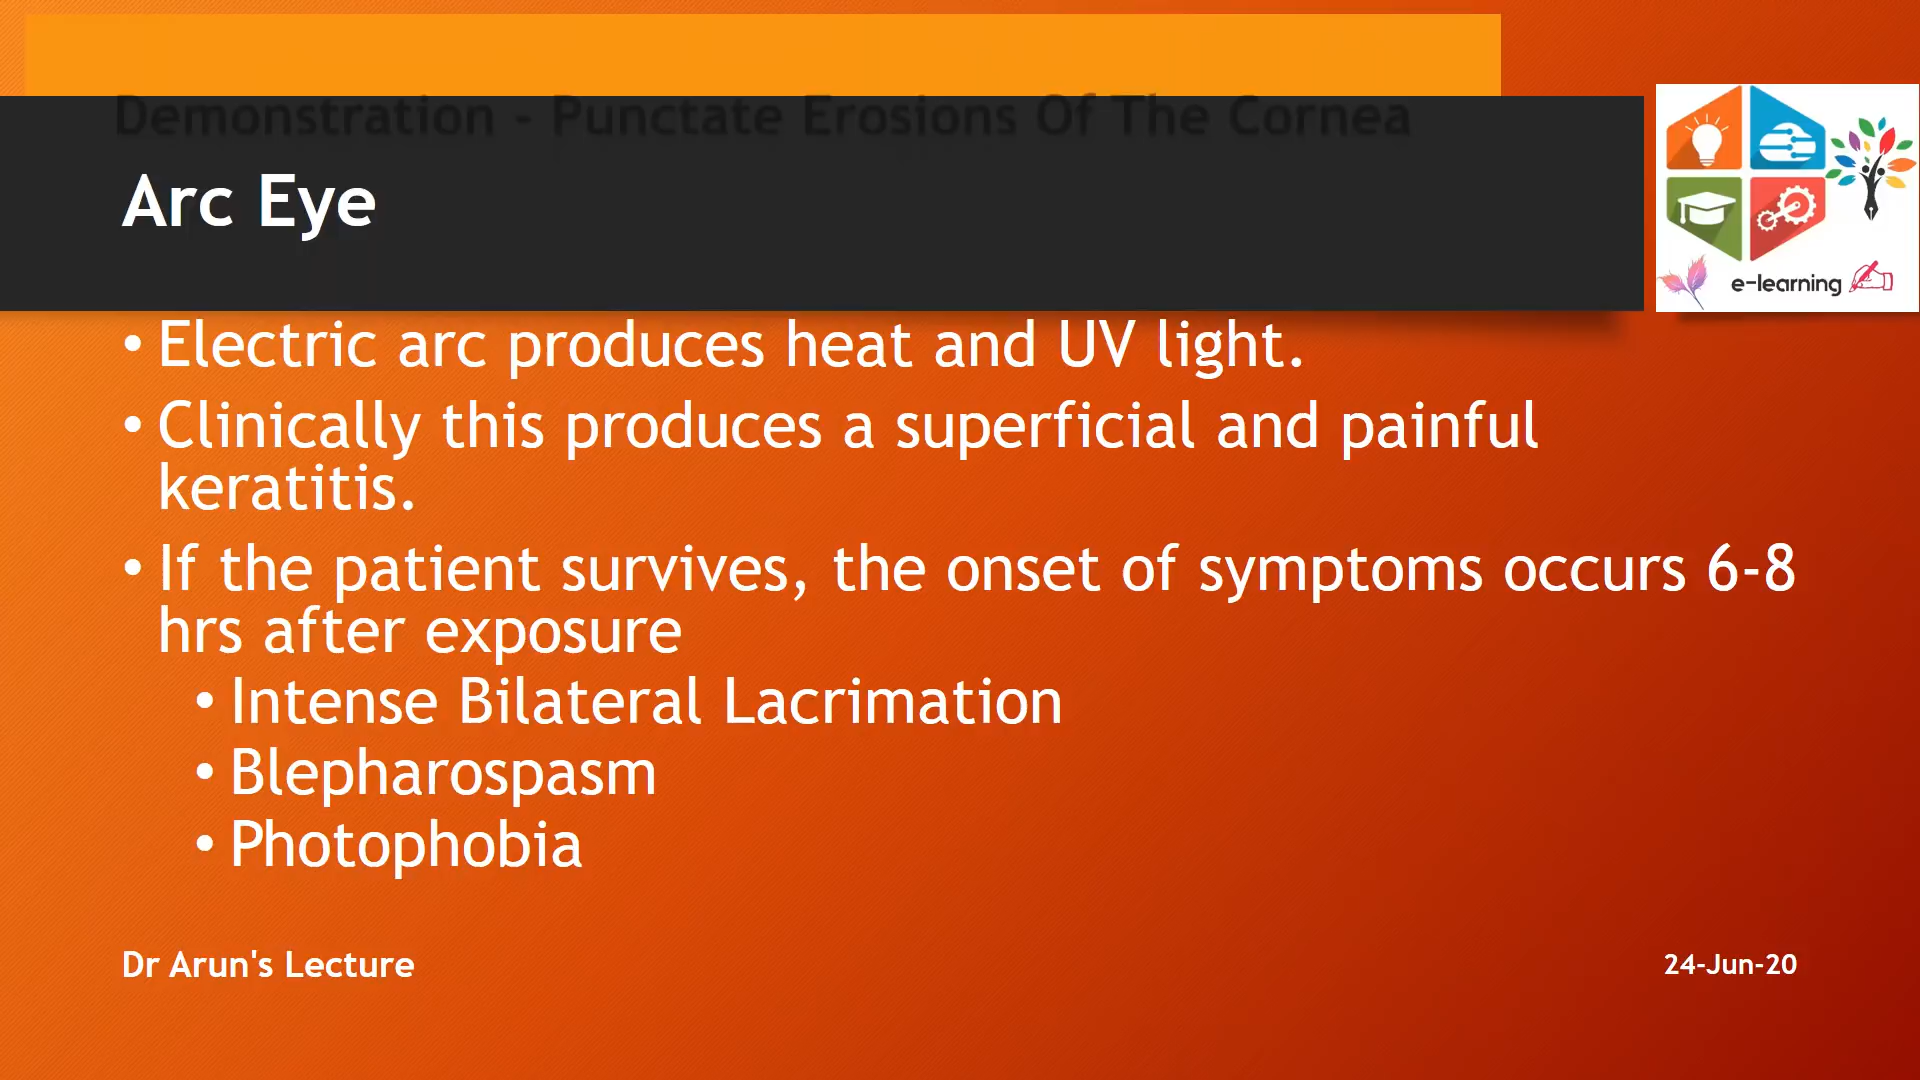 Demonstration - Punctate Erosions Of The Cornea
Arc Eye
e-learning
• Electric arc produces heat and UV light.
• Clinically this produces a superficial and painful
keratitis.
• If the patient survives, the onset of symptoms occurs 6-8
hrs after exposure
• Intense Bilateral Lacrimation
• Blepharospasm
• Photophobia
Dr Arun's Lecture
24-Jun-20